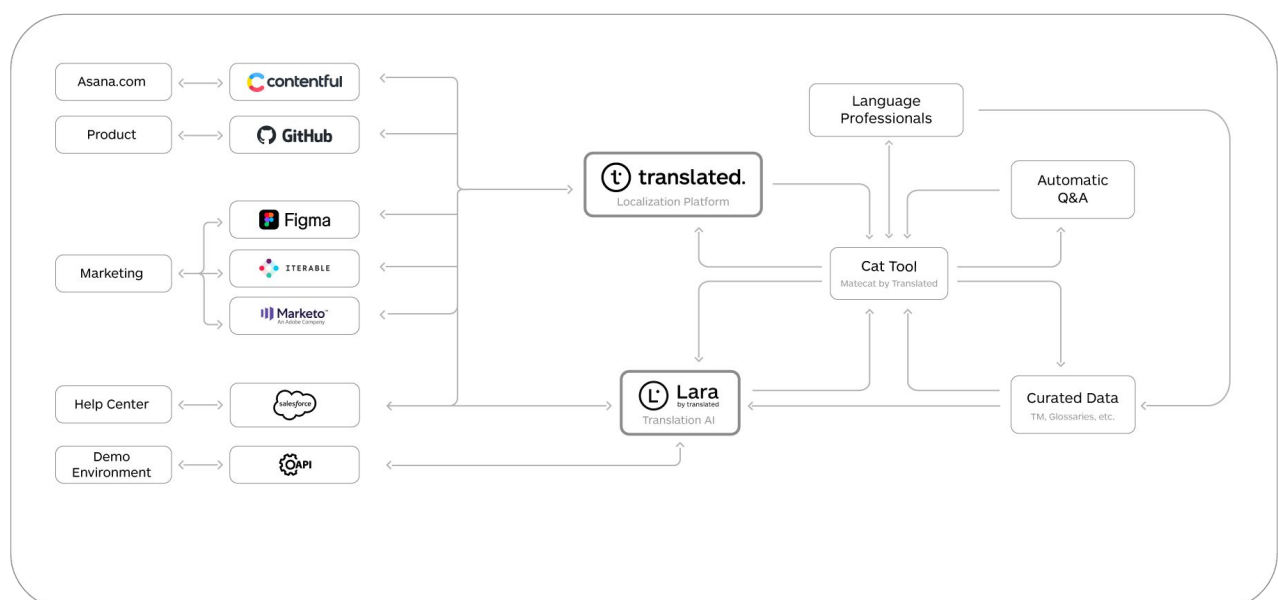 Asana.com
contentful
Product
GitHub
Marketing
Figma
ITERABLE
Marketo™
An Adobe Company
Help Center
salesforce
Demo
Environment
API
translated.
Localization Platform
Lara
by translated
Translation AI
Language
Professionals
Automatic
Q&A
Cat Tool
Matecat by Translated
Curated Data
TM, Glossaries, etc.